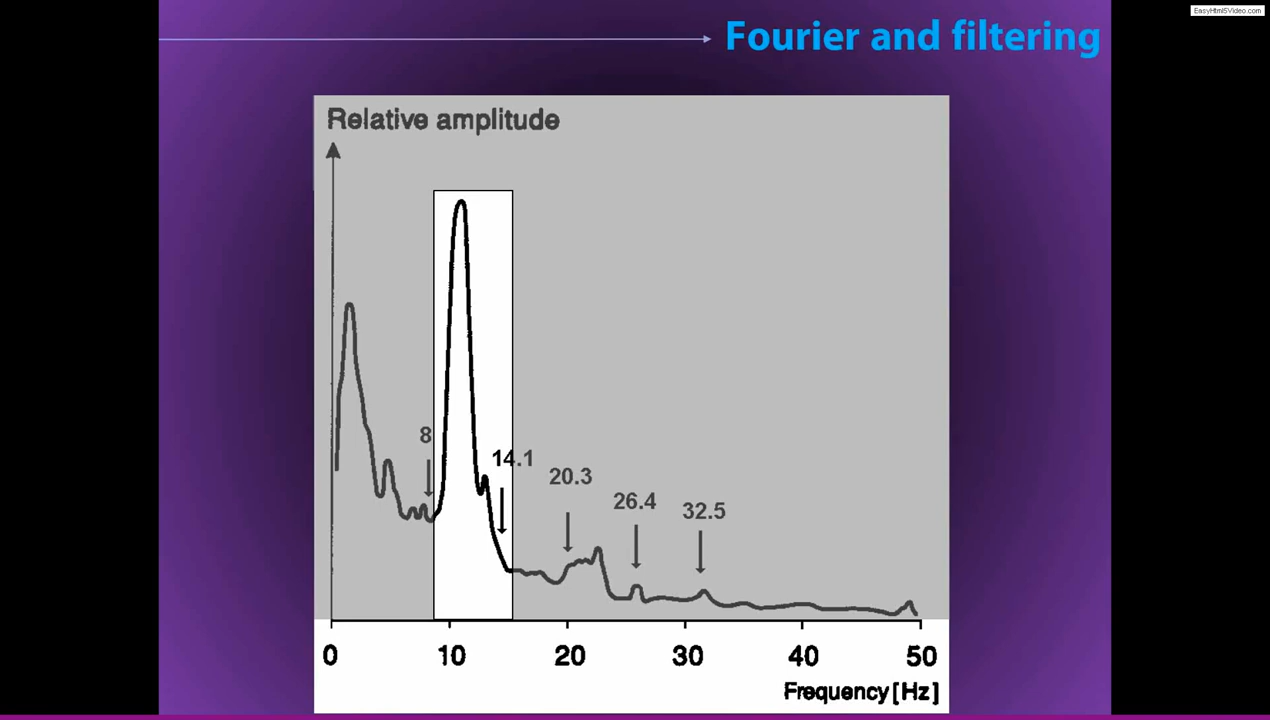 EasyHtml5Video.com
Fourier and filtering
Relative amplitude
8
14.1
20.3
26.4
32.5
0 10 20 30 40 50
Frequency [Hz]